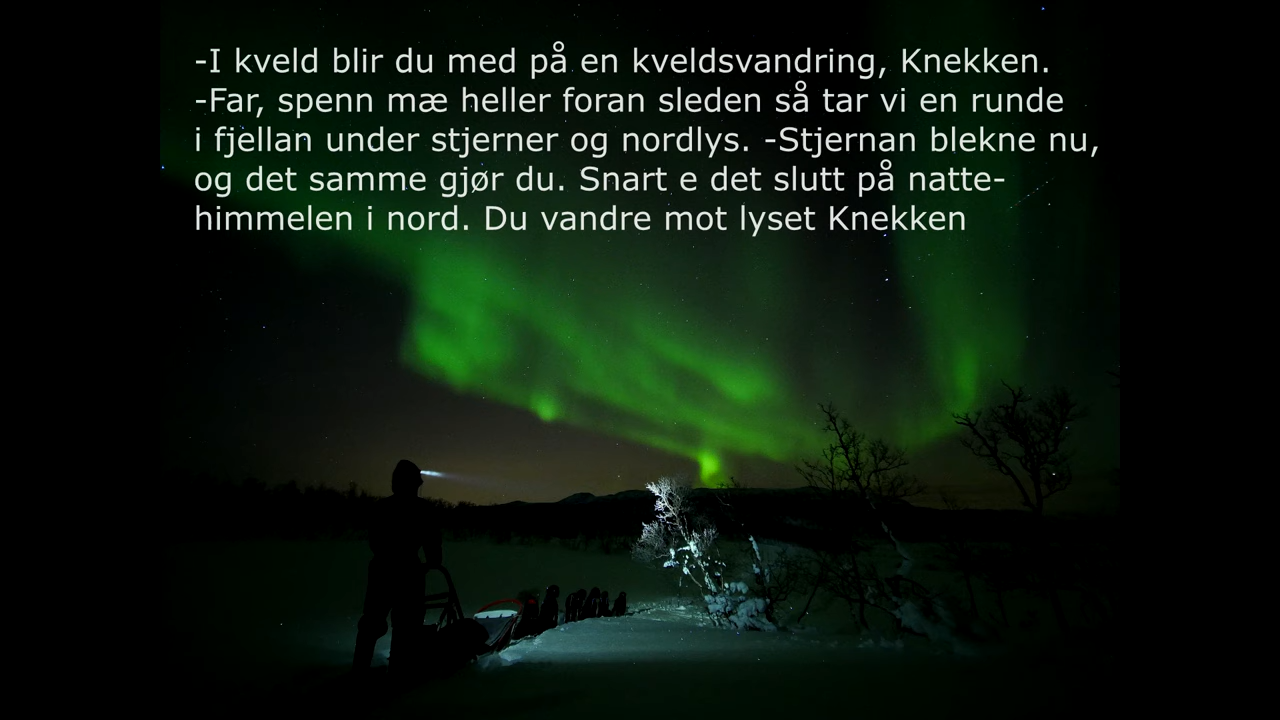 -I kveld blir du med på en kveldsvandring, Knekken.
-Far, spenn mæ heller foran sleden så tar vi en runde
i fjellan under stjerner og nordlys. -Stjernan blekne nu,
og det samme gjør du. Snart e det slutt på natte-
himmelen i nord. Du vandre mot lyset Knekken